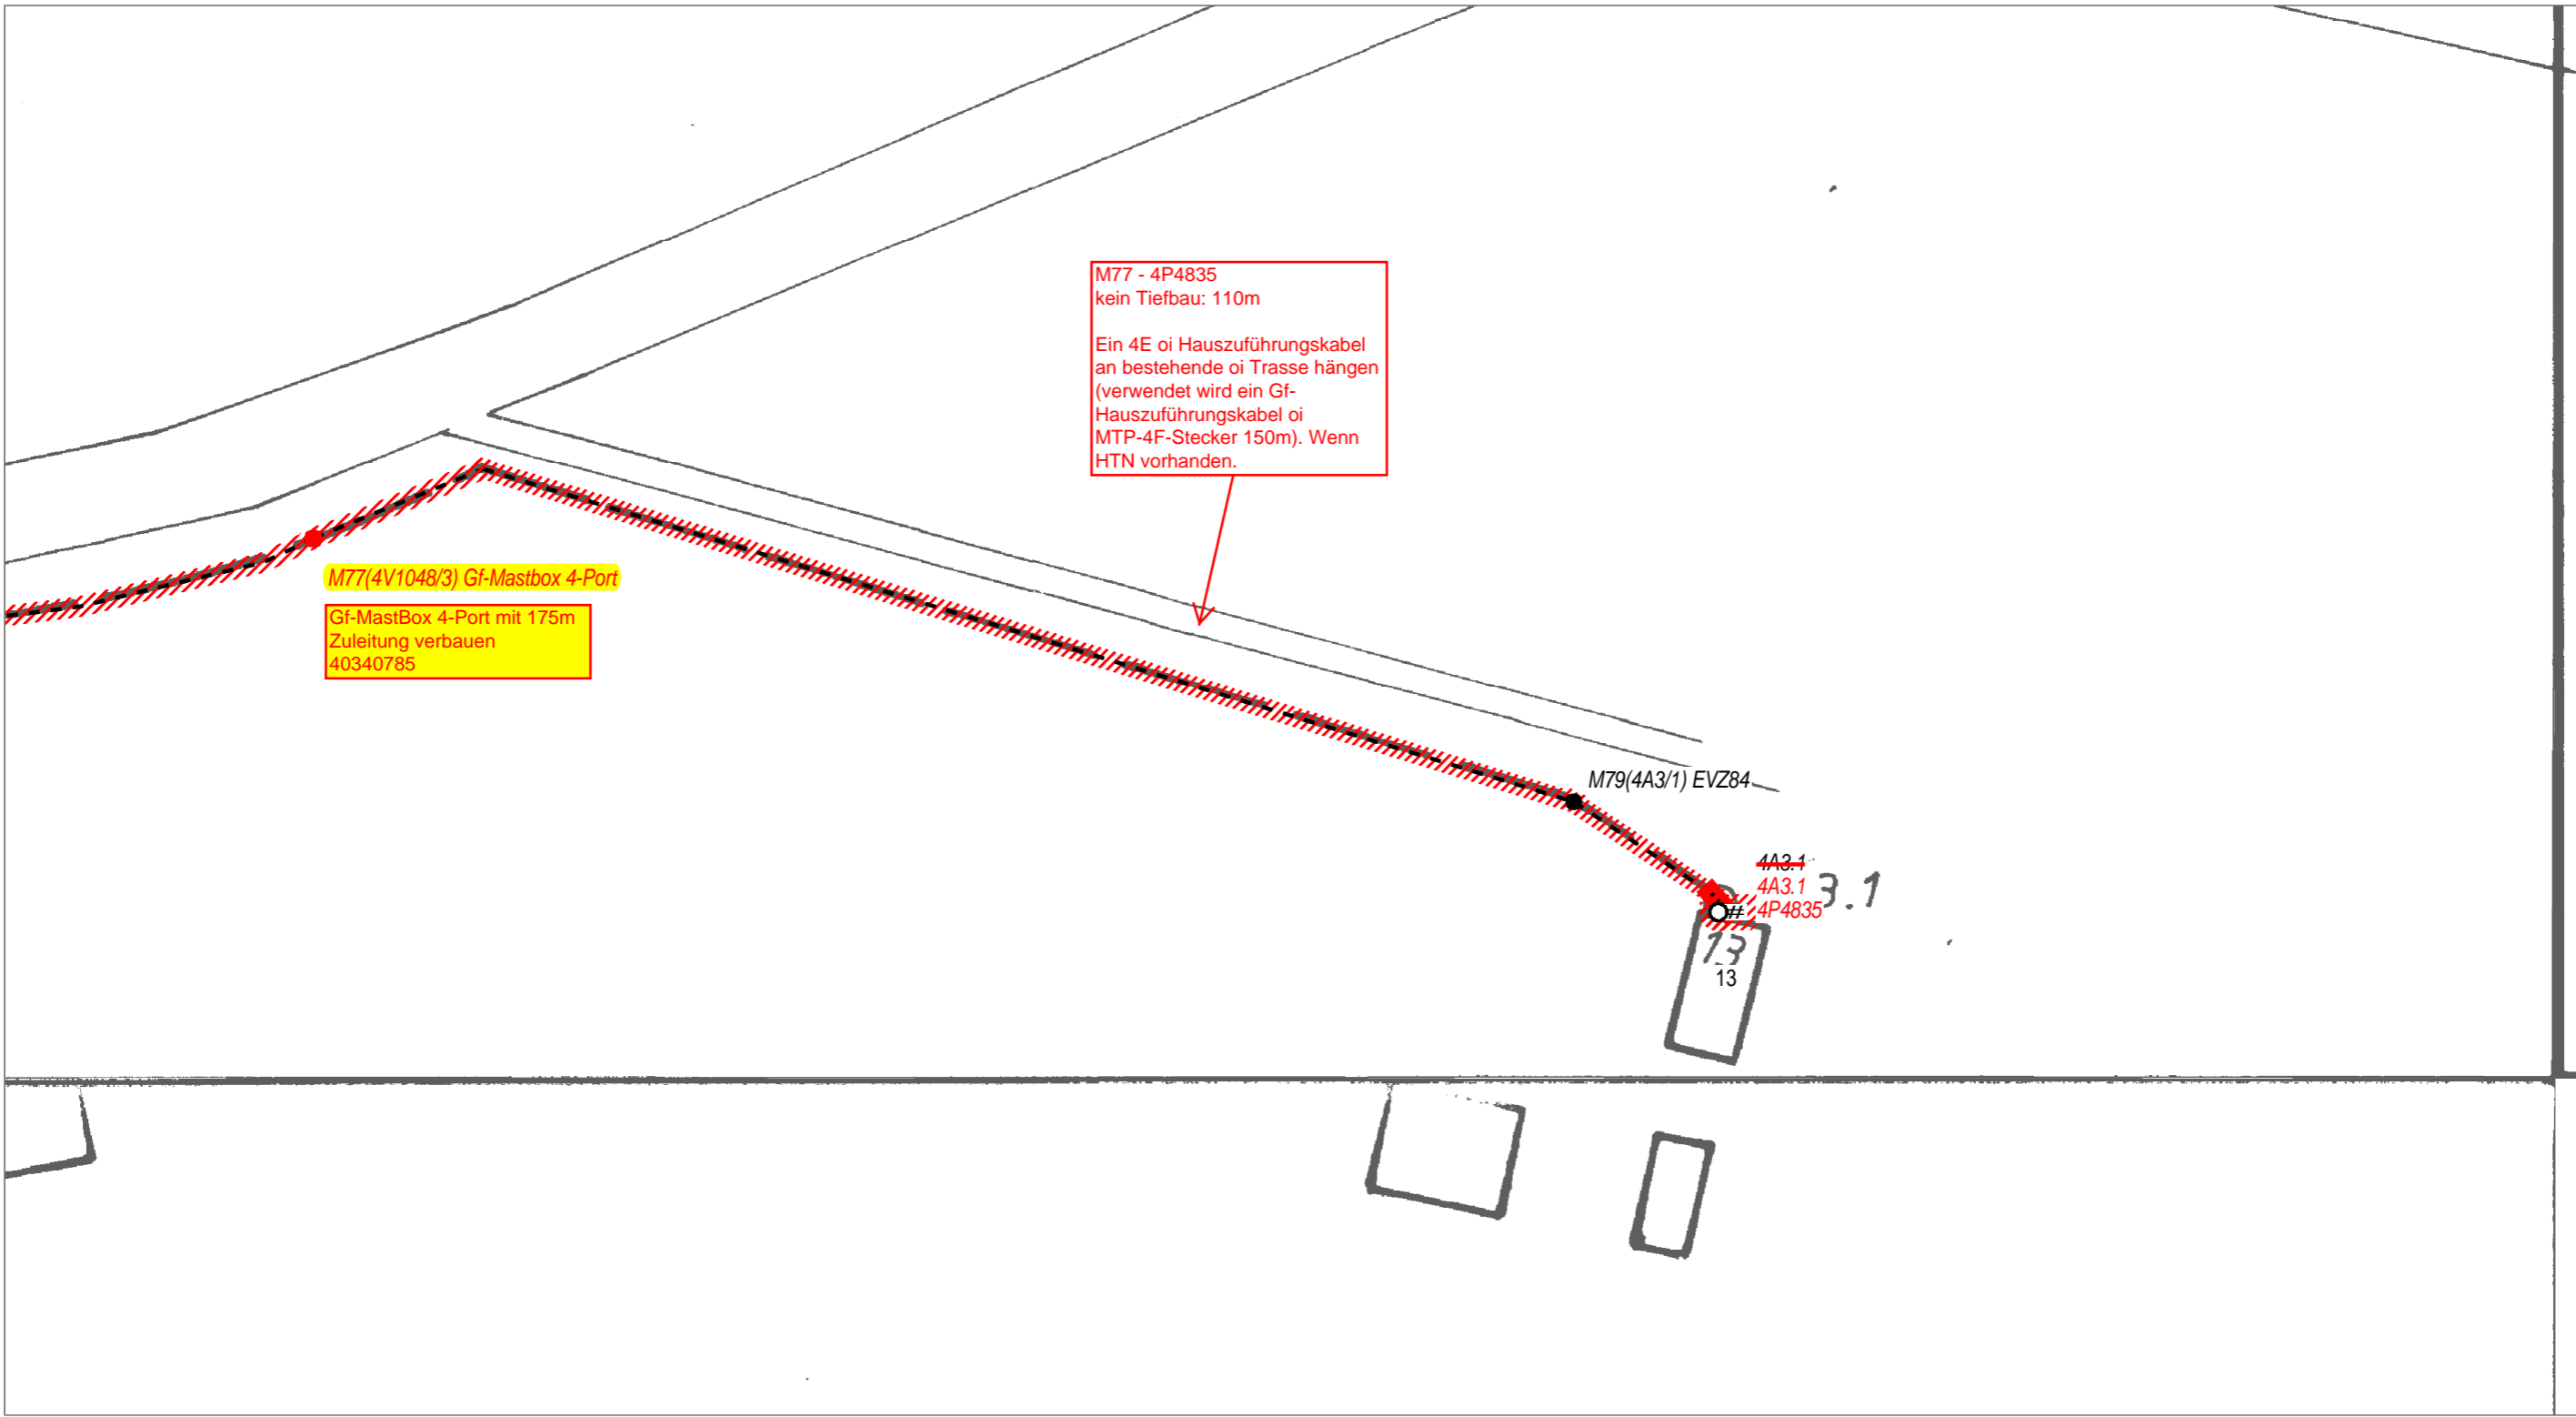 M77 - 4P4835
kein Tiefbau: 110m
Ein 4E oi Hauszuführungskabel
an bestehende oi Trasse hängen
(verwendet wird ein Gf-
Hauszuführungskabel oi
MTP-4F-Stecker 150m). Wenn
HTN vorhanden.
M77(4V1048/3) Gf-Mastbox 4-Port
Gf-MastBox 4-Port mit 175m
Zuleitung verbauen
40340785
M79(4A3/1) EVZ84
4A3.1
4A3.1
3.1
4P4835
#
13
13